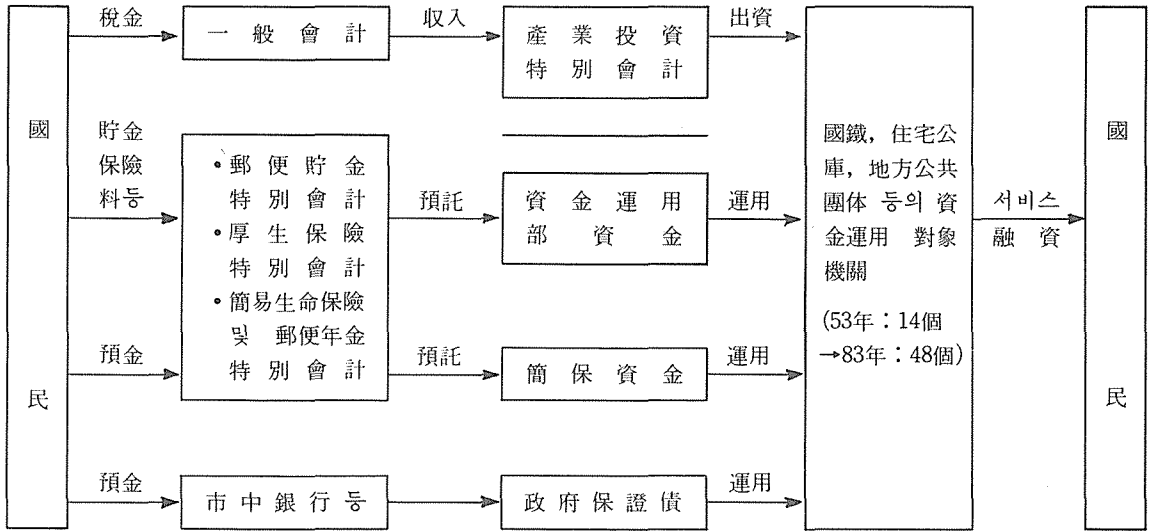 國
民
稅金
一般會計
収入
產業投資
特別會計
出資
貯金
保險
料등
• 郵便貯金
特別會計
• 厚生保險
特別會計
• 簡易生命保險
및 郵便年金
特別會計
預託
資金運用
部資金
運用
預金
預託
簡保資金
運用
預金
市中銀行등
政府保證債
運用
國鐵, 住宅公
庫, 地方公共
團体 등의 資
金運用 對象
機關
(53年：14個
→83年：48個)
서비스
融資
國
民